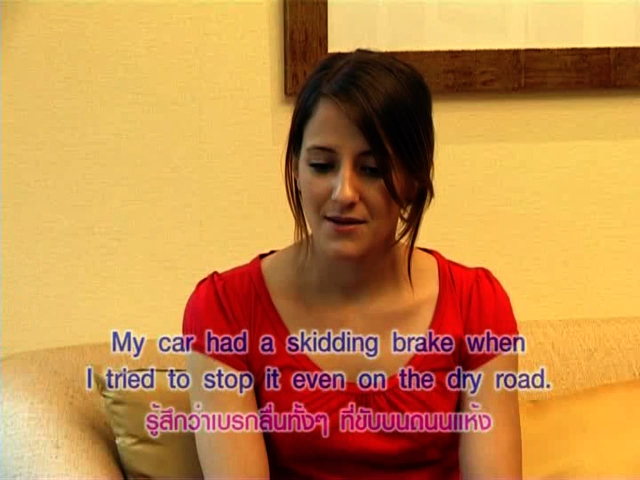 My car had a skidding brake when
I tried to stop it even on the dry road.
รู้สึกว่าเบรกลื่นทั้งๆ ที่ขับบนถนนแห้ง